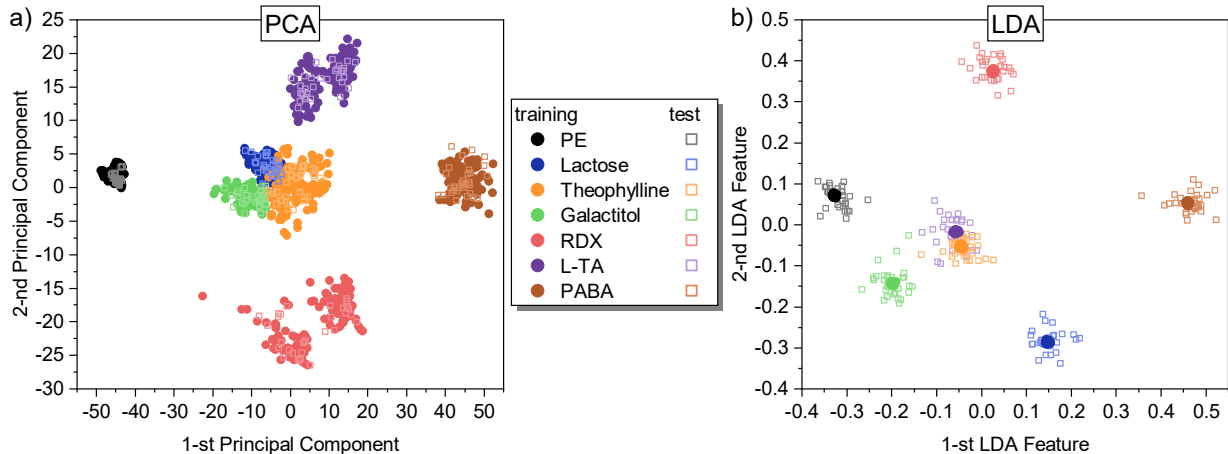 a)
PCA
25
20
15
10
5
0
-5
-10
-15
-20
-25
-30
2-nd Principal Component
-50 -40 -30 -20 -10 0 10 20 30 40 50
1-st Principal Component
training test
PE
Lactose
Theophylline
Galactitol
RDX
L-TA
PABA
b)
LDA
0.5
0.4
0.3
0.2
0.1
0.0
-0.1
-0.2
-0.3
-0.4
2-nd LDA Feature
-0.4 -0.3 -0.2 -0.1 0.0 0.1 0.2 0.3 0.4 0.5
1-st LDA Feature